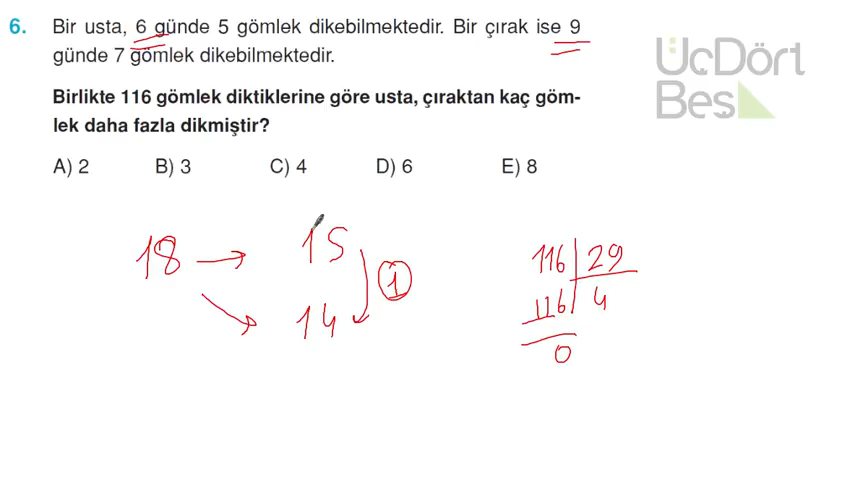 6. Bir usta, 6 günde 5 gömlek dikebilmektedir. Bir çırak ise 9
günde 7 gömlek dikebilmektedir.
ÜçDört
Beş
Birlikte 116 gömlek diktiklerine göre usta, çıraktan kaç göm-
lek daha fazla dikmiştir?
A) 2 B) 3 C) 4 D) 6 E) 8
18 → 15
1
14
116 29
116 4
0